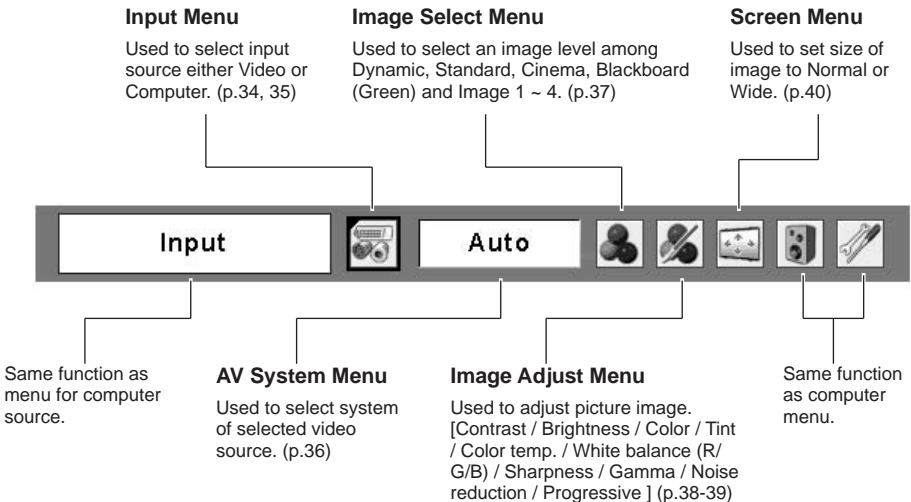 Input Menu
Used to select input
source either Video or
Computer. (p.34, 35)
Image Select Menu
Used to select an image level among
Dynamic, Standard, Cinema, Blackboard
(Green) and Image 1 ~ 4. (p.37)
Screen Menu
Used to set size of
image to Normal or
Wide. (p.40)
Input
Auto
Same function as
menu for computer
source.
AV System Menu
Used to select system
of selected video
source. (p.36)
Image Adjust Menu
Used to adjust picture image.
[Contrast / Brightness / Color / Tint
/ Color temp. / White balance (R/
G/B) / Sharpness / Gamma / Noise
reduction / Progressive ] (p.38-39)
Same function
as computer
menu.